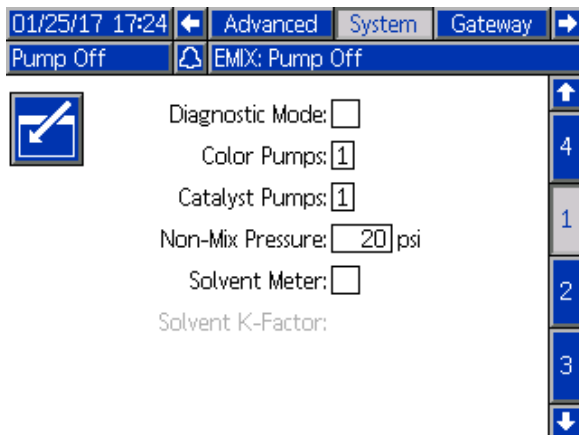 01/25/17 17:24 Advanced System Gateway
Pump Off EMIX: Pump Off
Diagnostic Mode:
Color Pumps: 1
Catalyst Pumps: 1
Non-Mix Pressure: 20 psi
Solvent Meter:
Solvent K-Factor:
4
1
2
3